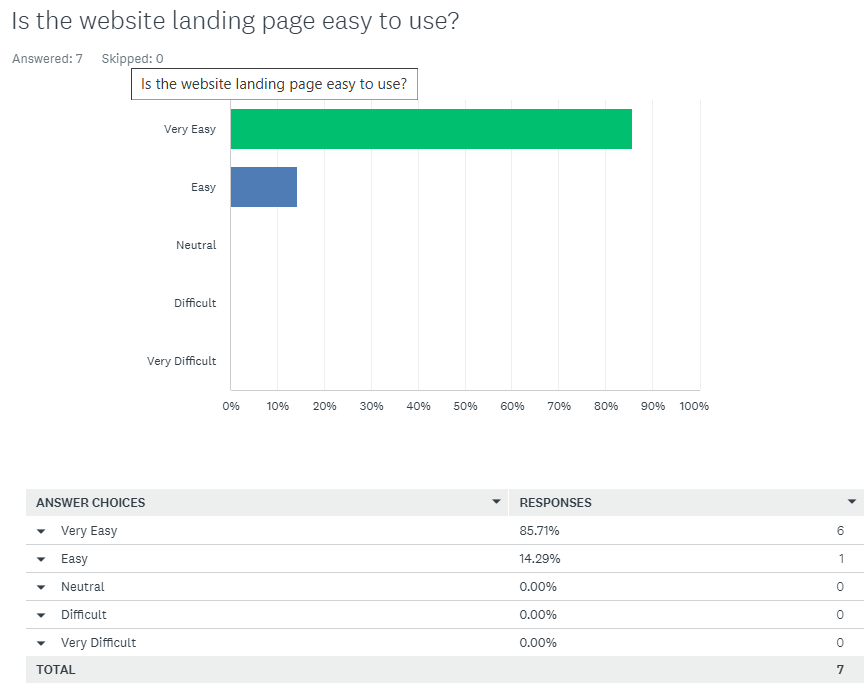 Is the website landing page easy to use?
Answered: 7 Skipped: 0
Is the website landing page easy to use?
Very Easy
Easy
Neutral
Difficult
Very Difficult
0% 10% 20% 30% 40% 50% 60% 70% 80% 90% 100%
ANSWER CHOICES RESPONSES
Very Easy 85.71% 6
Easy 14.29% 1
Neutral 0.00% 0
Difficult 0.00% 0
Very Difficult 0.00% 0
TOTAL 7